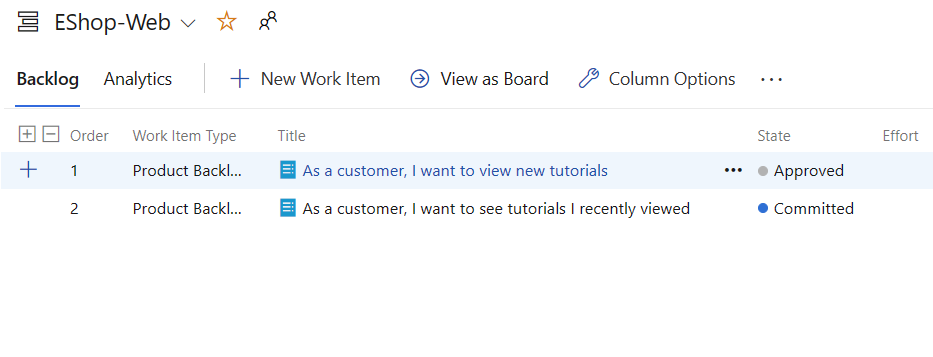 EShop-Web
Backlog Analytics New Work Item View as Board Column Options ...
Order Work Item Type Title State Effort
1 Product Backl... As a customer, I want to view new tutorials ... Approved
2 Product Backl... As a customer, I want to see tutorials I recently viewed Committed